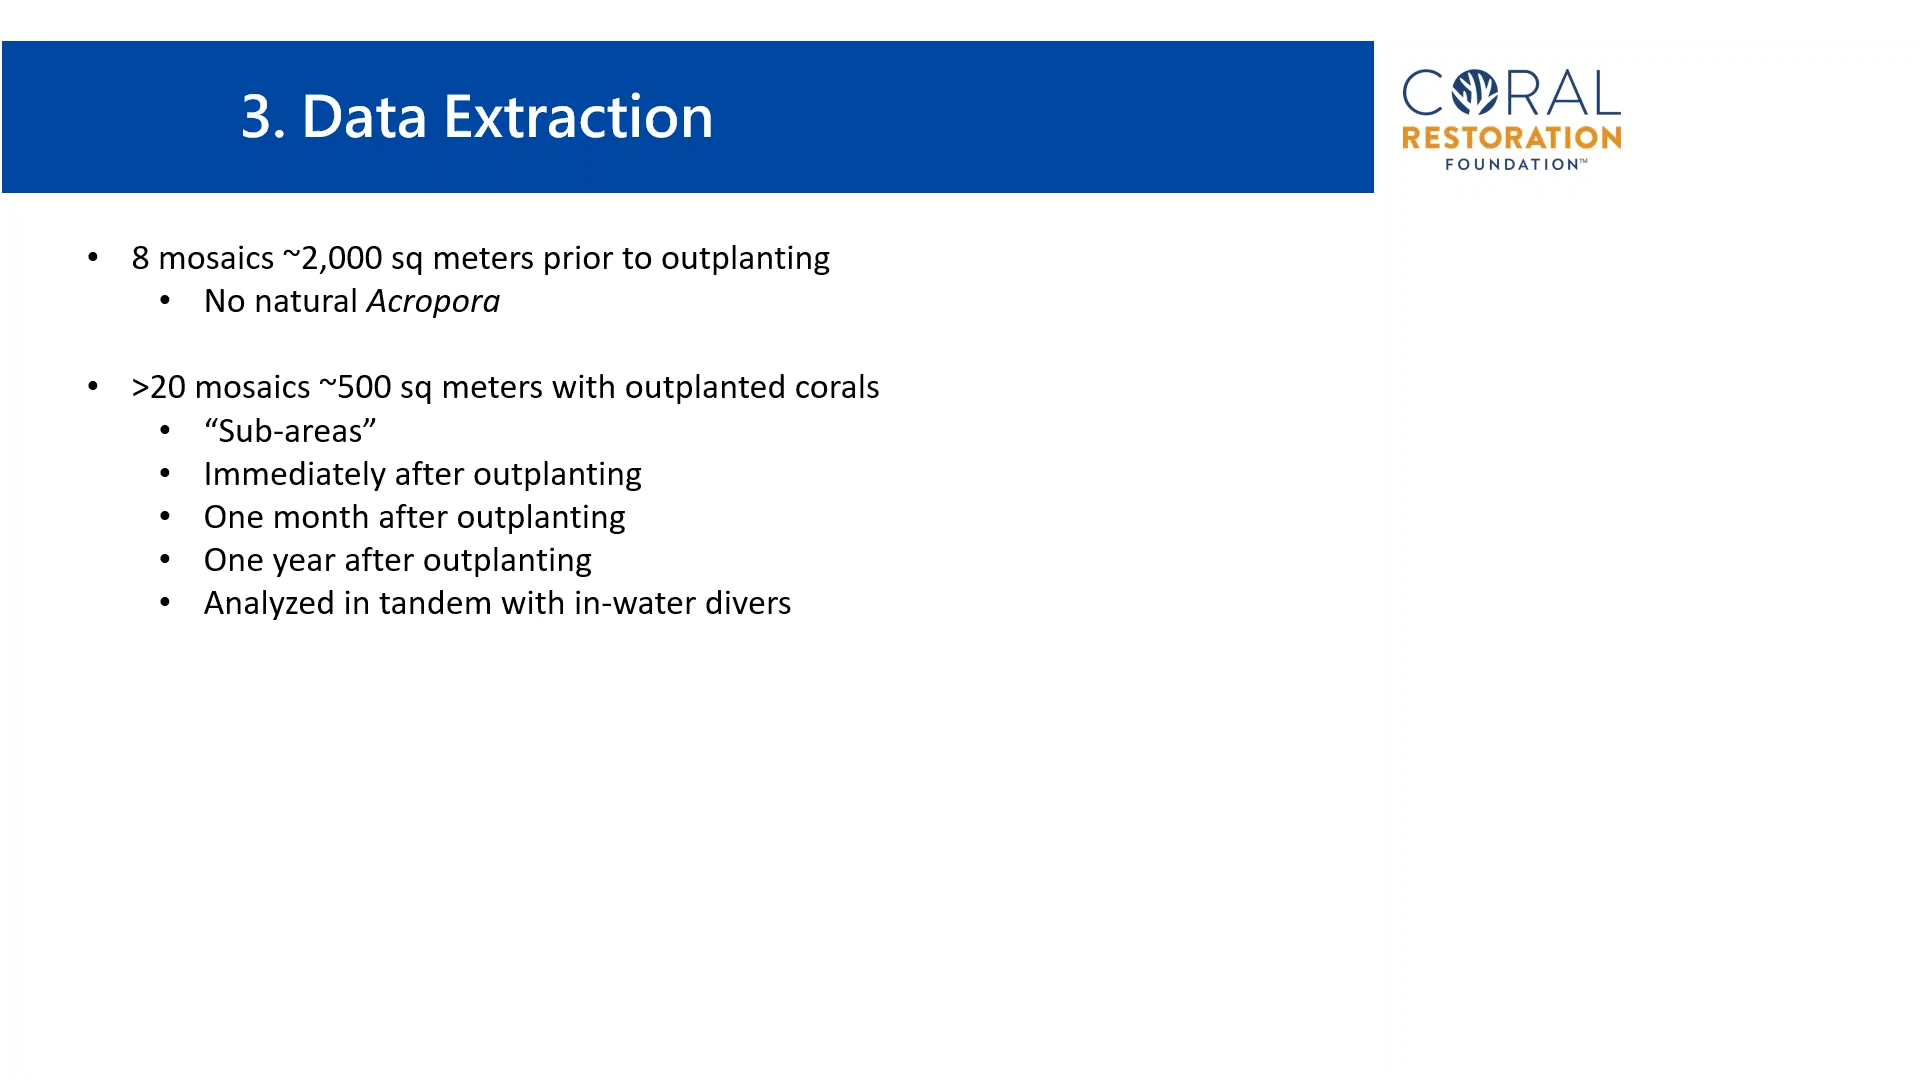 3. Data Extraction
CORAL
RESTORATION
FOUNDATION™
• 8 mosaics ~2,000 sq meters prior to outplanting
• No natural Acropora
• >20 mosaics ~500 sq meters with outplanted corals
• “Sub-areas”
• Immediately after outplanting
• One month after outplanting
• One year after outplanting
• Analyzed in tandem with in-water divers